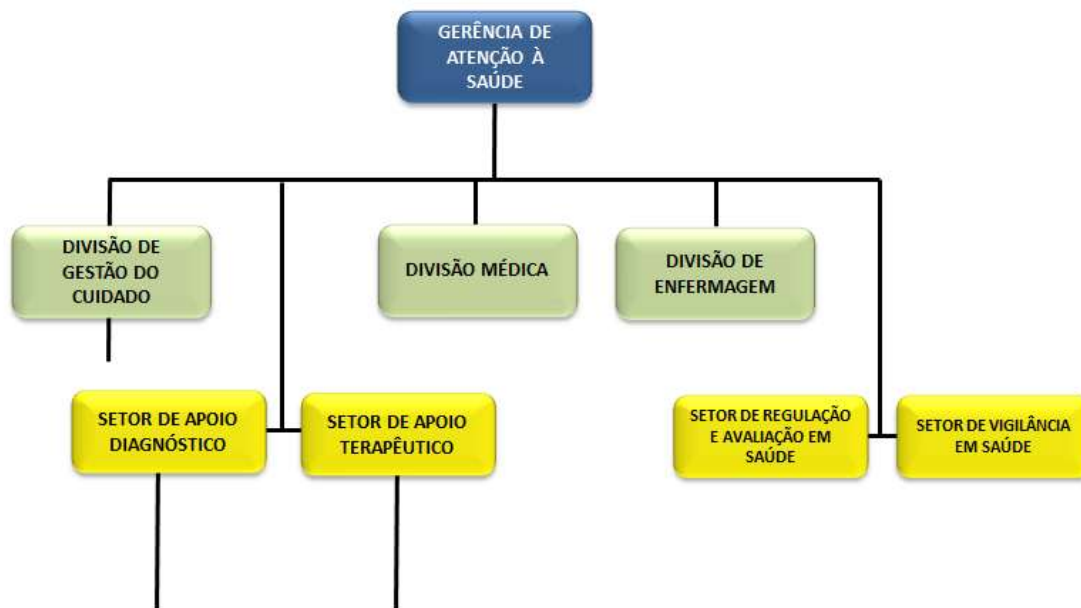 GERÊNCIA DE
ATENÇÃO À
SAÚDE
DIVISÃO DE
GESTÃO DO
CUIDADO
DIVISÃO MÉDICA
DIVISÃO DE
ENFERMAGEM
SETOR DE APOIO
DIAGNÓSTICO
SETOR DE APOIO
TERAPÊUTICO
SETOR DE REGULAÇÃO
E AVALIAÇÃO EM
SAÚDE
SETOR DE VIGILÂNCIA
EM SAÚDE